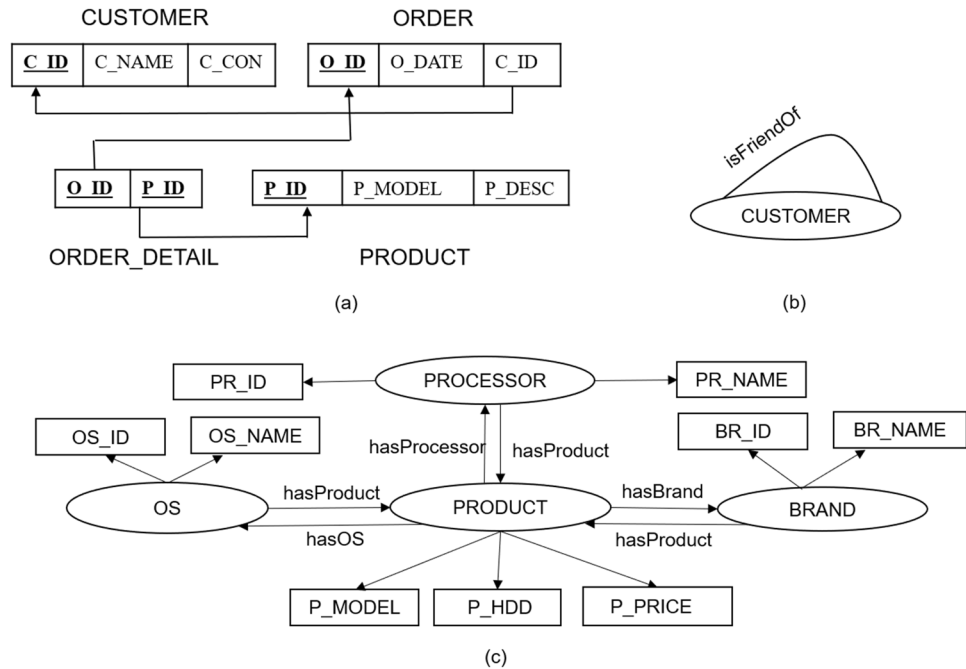 CUSTOMER ORDER
C_ID C_NAME C_CON O_ID O_DATE C_ID
O_ID P_ID P_ID P_MODEL P_DESC
ORDER_DETAIL PRODUCT
(a)
isFriendOf
CUSTOMER
(b)
PR_ID PROCESSOR PR_NAME
OS_ID OS_NAME BR_ID BR_NAME
hasProcessor hasProduct
OS hasProduct PRODUCT hasBrand BRAND
hasOS hasProduct
P_MODEL P_HDD P_PRICE
(c)